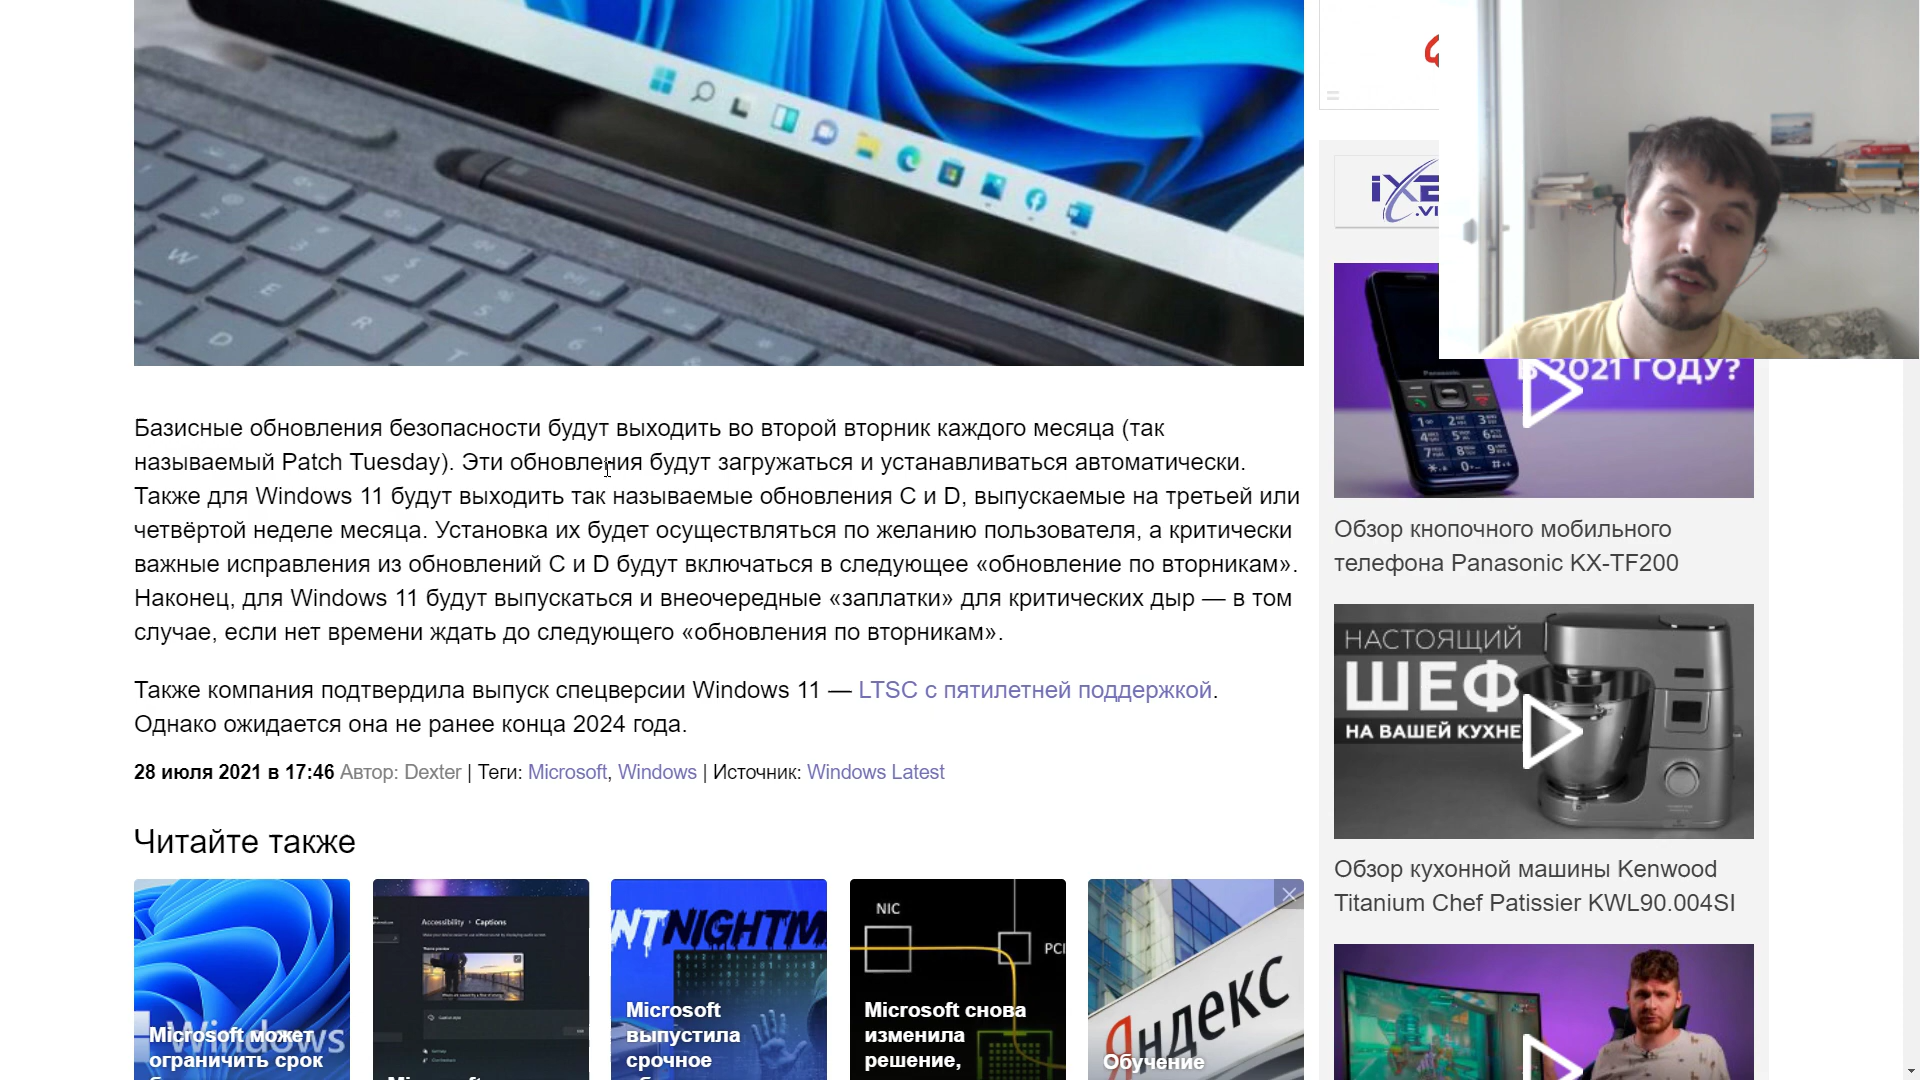 Базисные обновления безопасности будут выходить во второй вторник каждого месяца (так
называемый Patch Tuesday). Эти обновления будут загружаться и устанавливаться автоматически.
Также для Windows 11 будут выходить так называемые обновления C и D, выпускаемые на третьей или
четвёртой неделе месяца. Установка их будет осуществляться по желанию пользователя, а критически
важные исправления из обновлений C и D будут включаться в следующее «обновление по вторникам».
Наконец, для Windows 11 будут выпускаться и внеочередные «заплатки» для критических дыр — в том
случае, если нет времени ждать до следующего «обновления по вторникам».
Также компания подтвердила выпуск спецверсии Windows 11 — LTSC с пятилетней поддержкой.
Однако ожидается она не ранее конца 2024 года.
28 июля 2021 в 17:46 Автор: Dexter | Теги: Microsoft, Windows | Источник: Windows Latest
Читайте также
Windows
Microsoft может
ограничить срок
Accessibility › Captions
NTNIGHTM
Microsoft
выпустила
срочное
NIC
PCI
Microsoft снова
изменила
решение,
Яндекс
Обучение
iXE
.VI
Panasonic
В 2021 ГОДУ?
Обзор кнопочного мобильного
телефона Panasonic KX-TF200
НАСТОЯЩИЙ
ШЕФ
НА ВАШЕЙ КУХНЕ
Обзор кухонной машины Kenwood
Titanium Chef Patissier KWL90.004SI